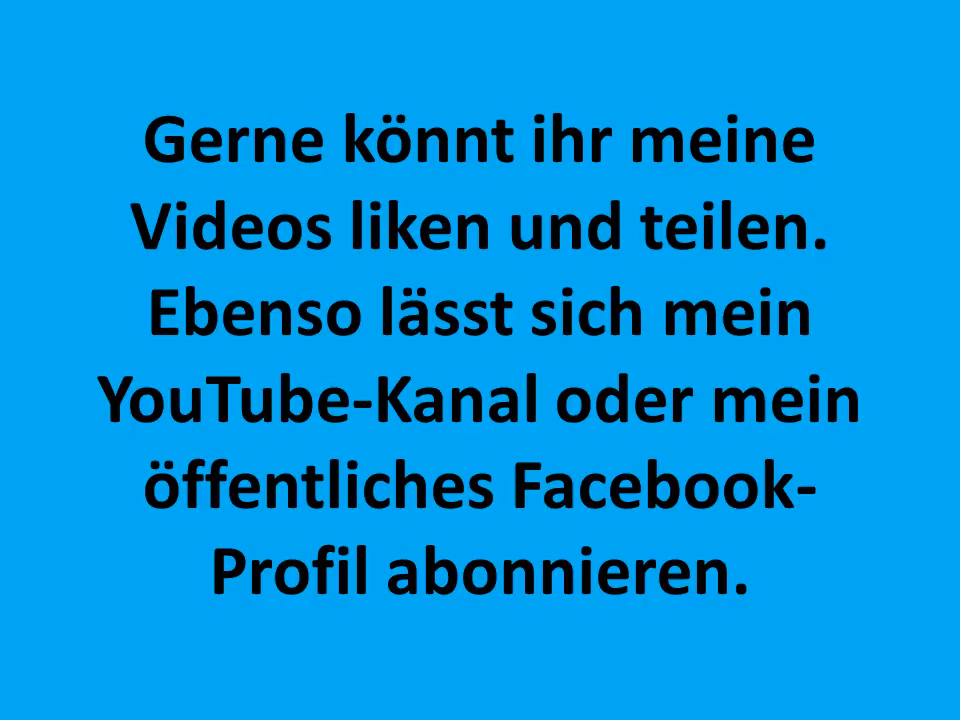 Gerne könnt ihr meine
Videos liken und teilen.
Ebenso lässt sich mein
YouTube-Kanal oder mein
öffentliches Facebook-
Profil abonnieren.